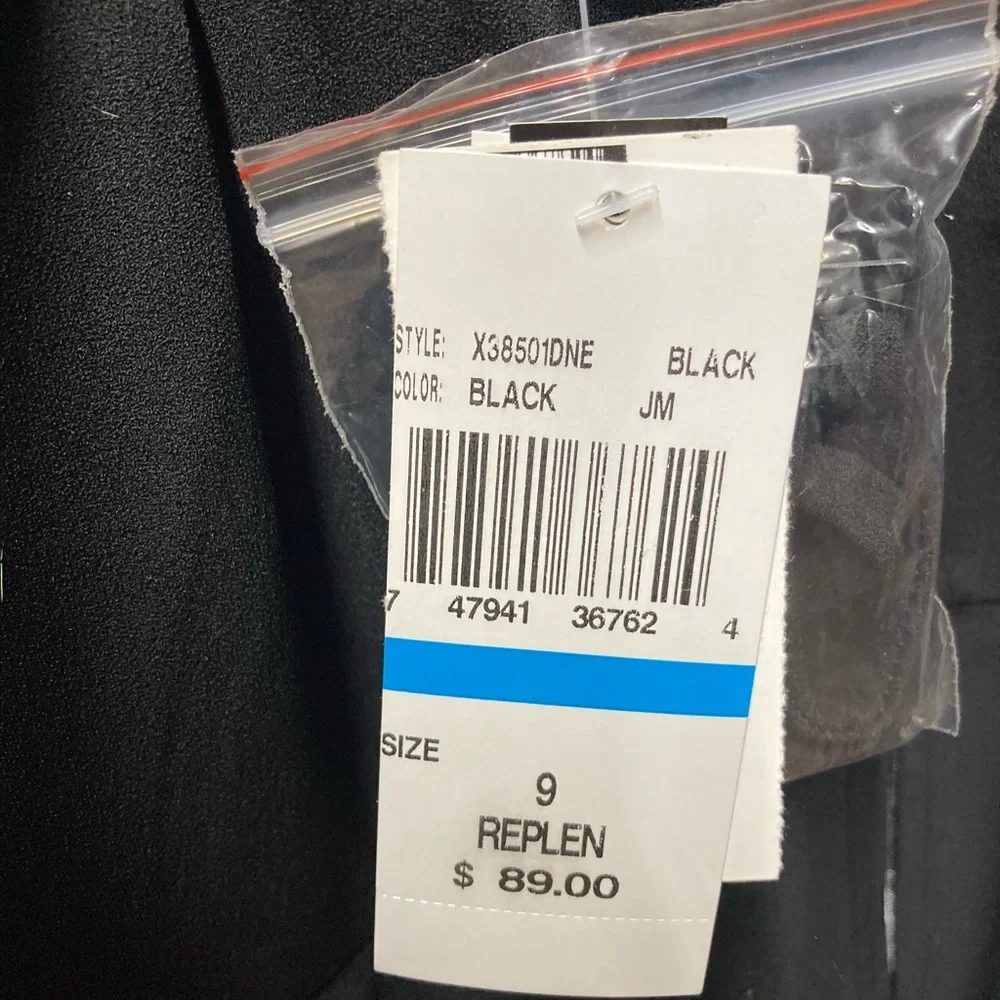 STYLE: X38501DNE BLACK
COLOR: BLACK JM
7 47941 36762 4
SIZE
9
REPLEN
$ 89.00